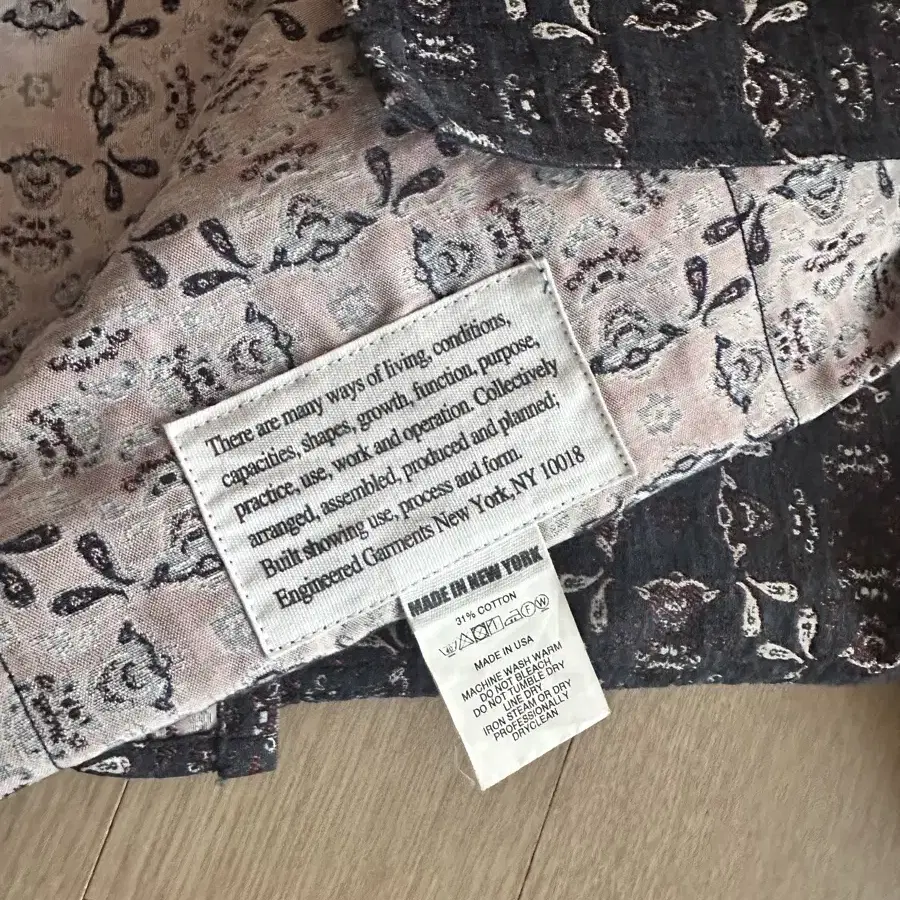 There are many ways of living, conditions,
capacities, shapes, growth, function, purpose,
practice, use, work and operation. Collectively
arranged, assembled, produced and planned;
Built showing use, process and form.
Engineered Garments New York, NY 10018
MADE IN NEW YORK
31% COTTON
MADE IN USA
MACHINE WASH WARM
DO NOT BLEACH
DO NOT TUMBLE DRY
LINE DRY
IRON STEAM OR DRY
PROFESSIONALLY
DRYCLEAN